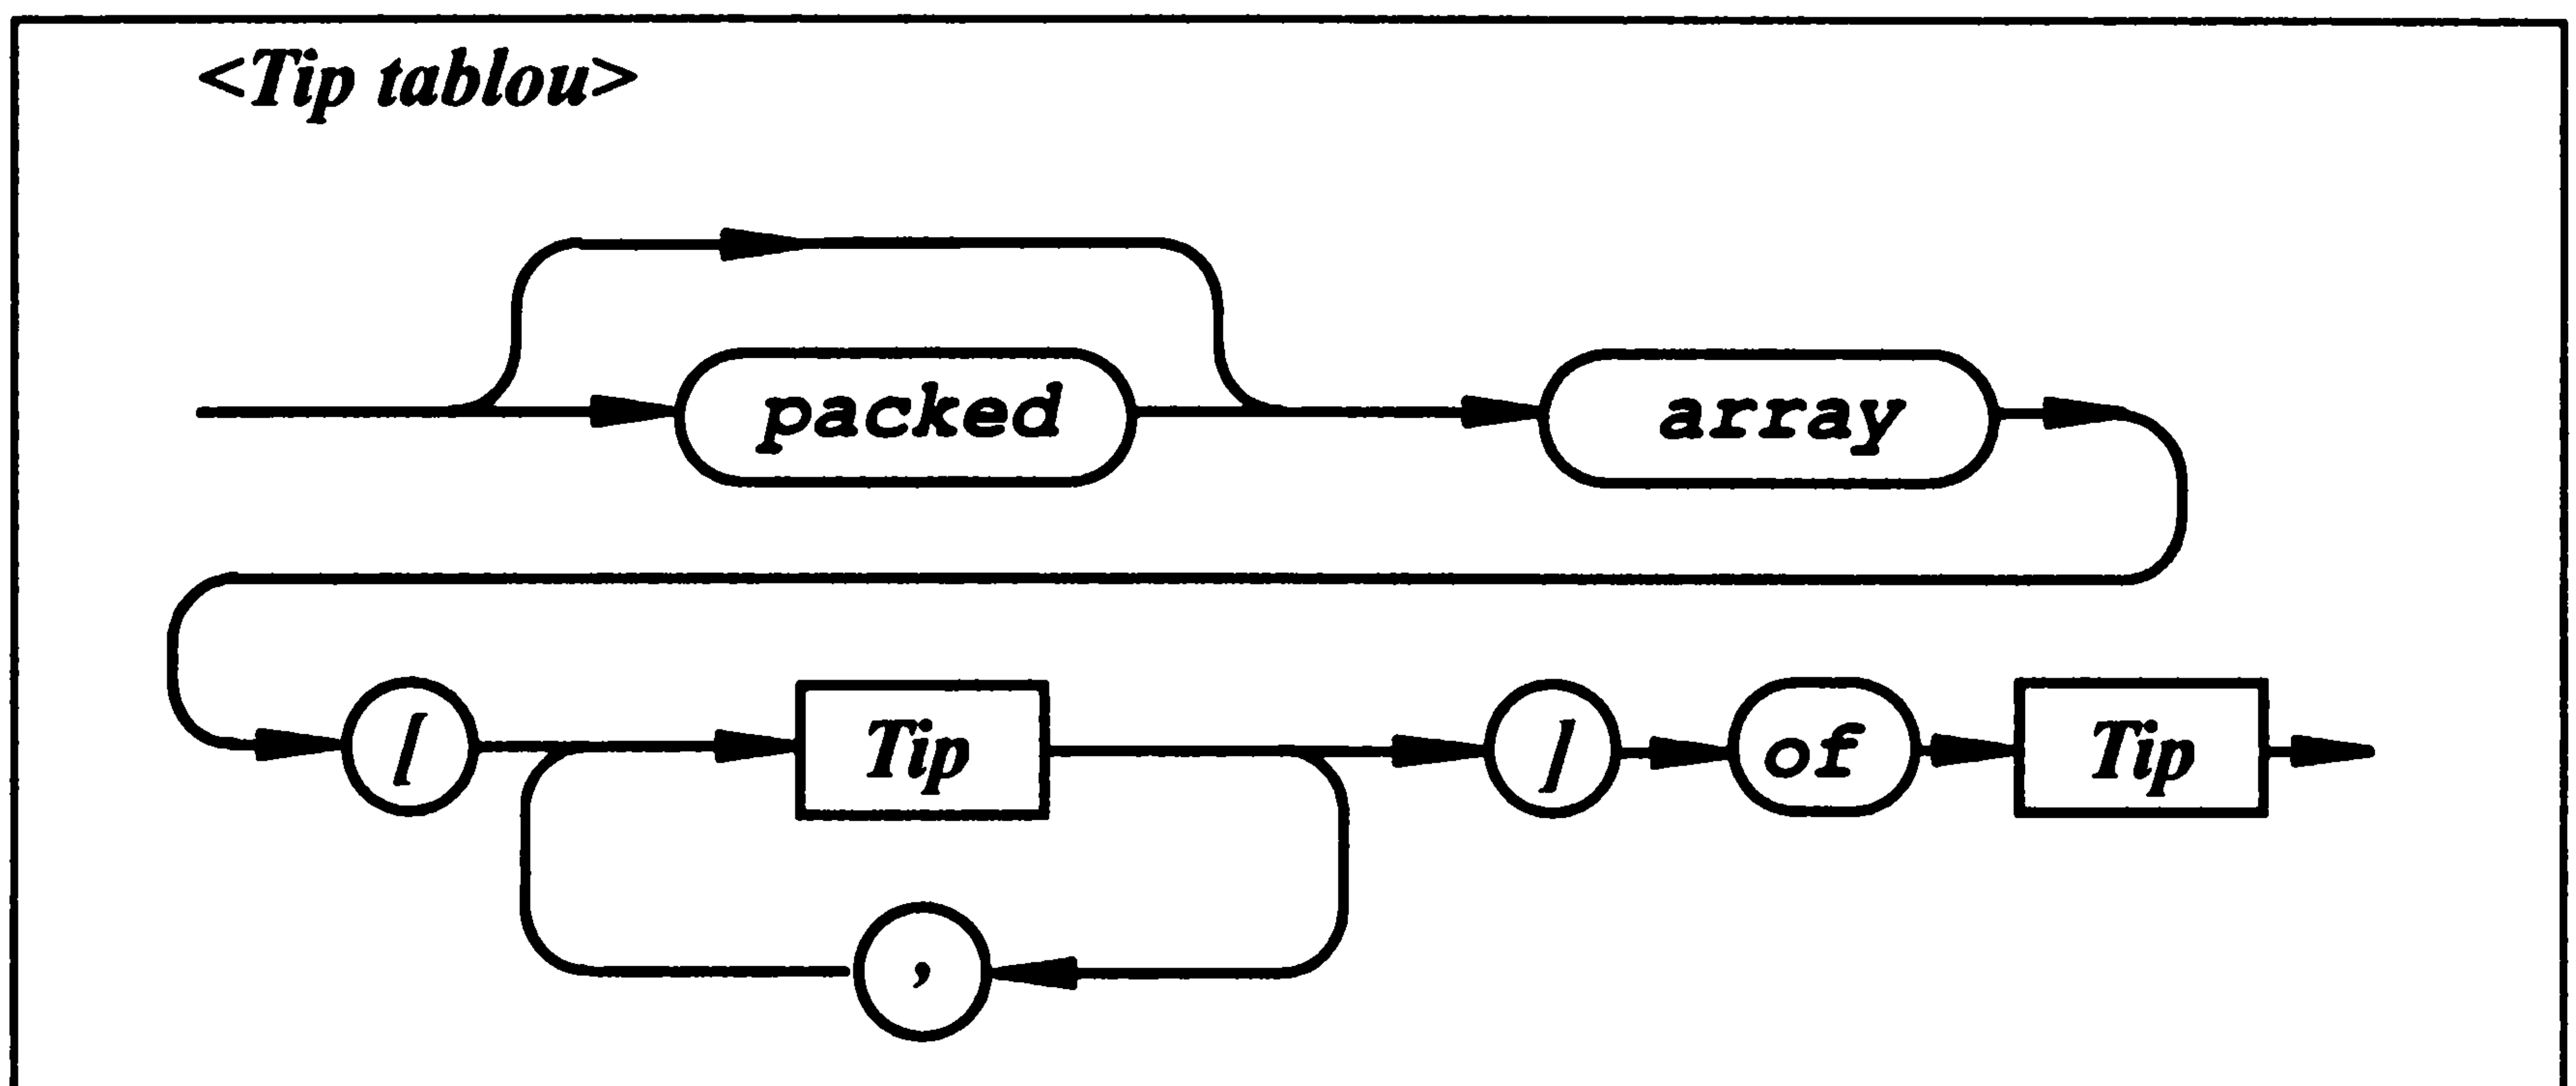 <Tip tablou>
packed array
[ Tip ] of Tip
,